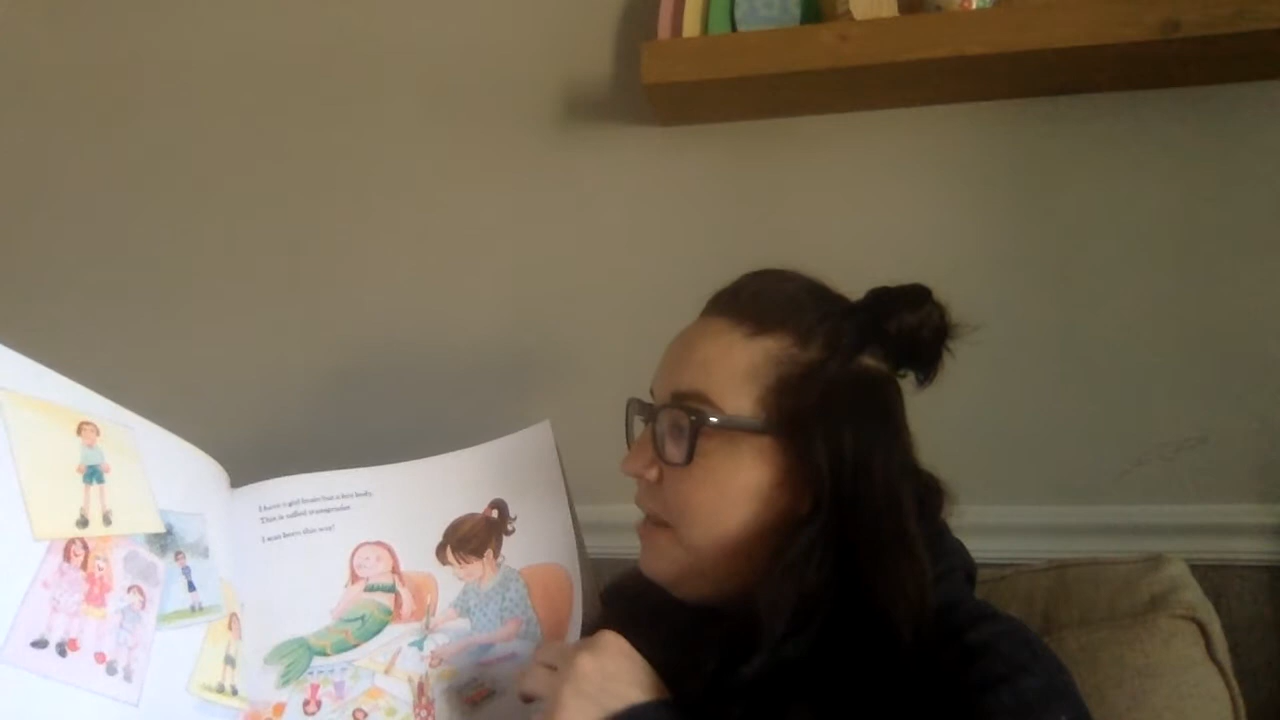 I have a girl brain but a boy body.
This is called transgender.
I was born this way!